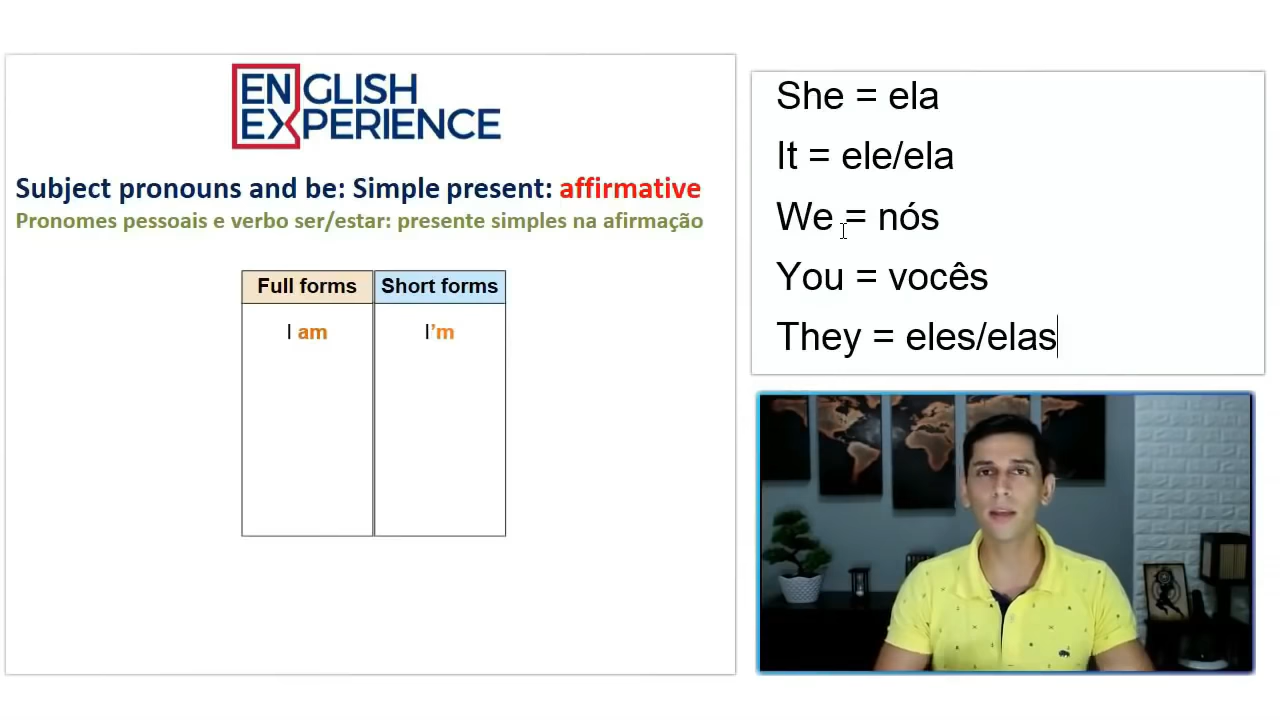 ENGLISH
EXPERIENCE
Subject pronouns and be: Simple present: affirmative
Pronomes pessoais e verbo ser/estar: presente simples na afirmação
Full forms Short forms
I am I’m
She = ela
It = ele/ela
We = nós
You = vocês
They = eles/elas